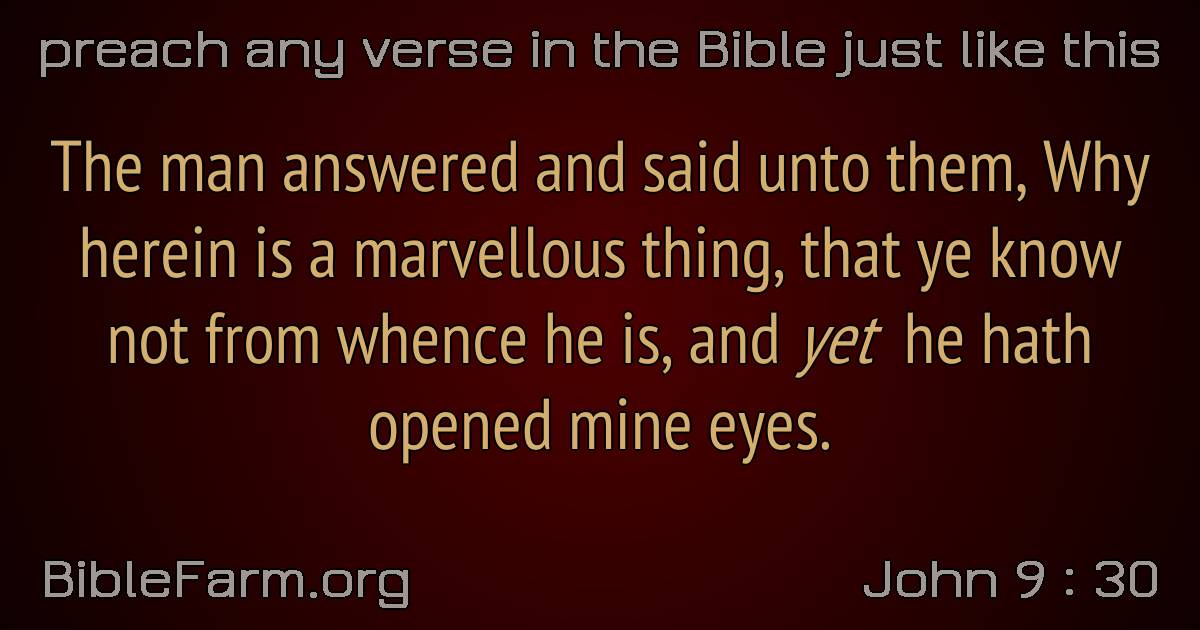 preach any verse in the Bible just like this
The man answered and said unto them, Why
herein is a marvellous thing, that ye know
not from whence he is, and yet he hath
opened mine eyes.
BibleFarm.org
John 9 : 30